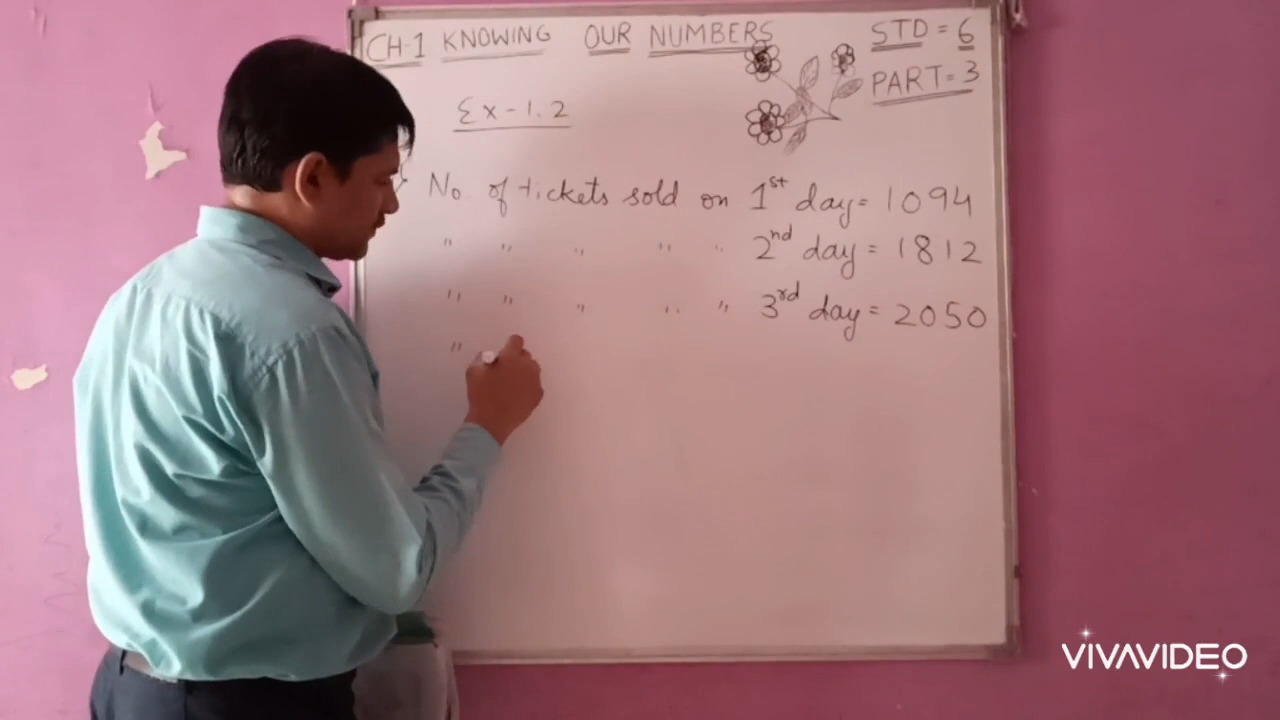 CH-1 KNOWING OUR NUMBERS
STD = 6
PART = 3
Ex - 1.2
No. of tickets sold on 1st day = 1094
" " " " " 2nd day = 1812
" " " " " 3rd day = 2050
"
VIVAVIDEO